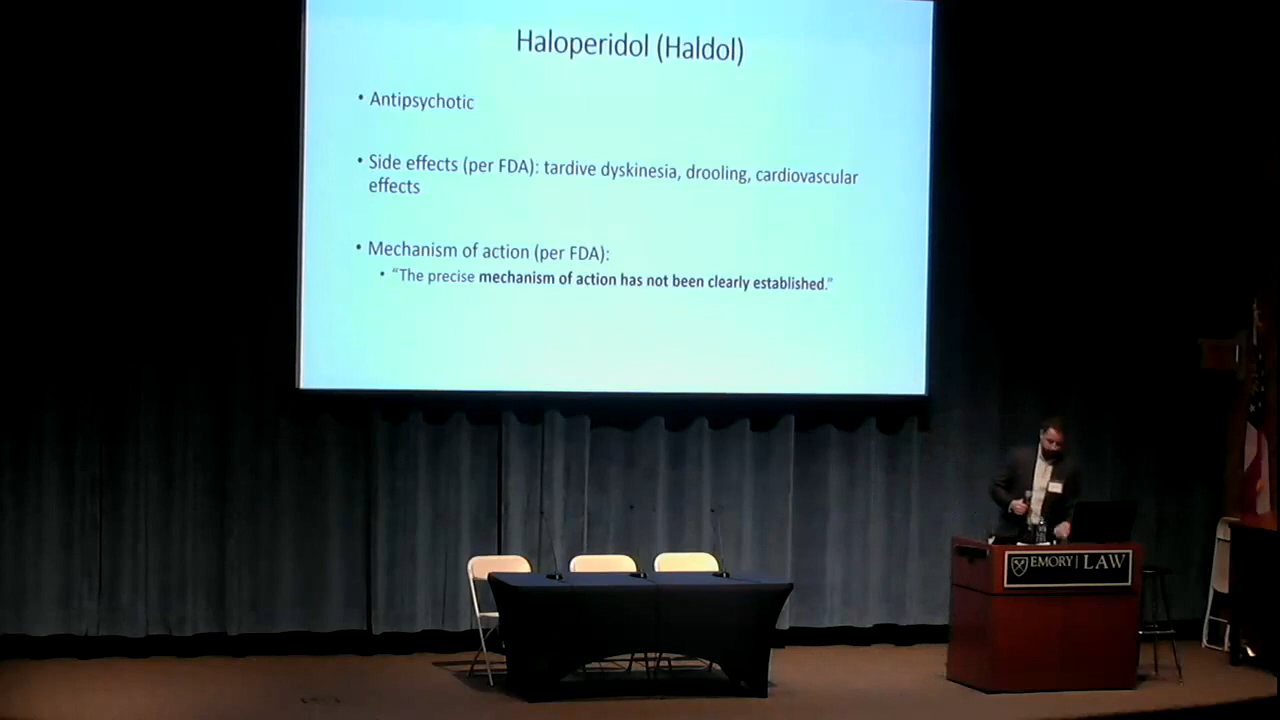 Haloperidol (Haldol)
• Antipsychotic
• Side effects (per FDA): tardive dyskinesia, drooling, cardiovascular
effects
• Mechanism of action (per FDA):
• “The precise mechanism of action has not been clearly established.”
EMORY | LAW